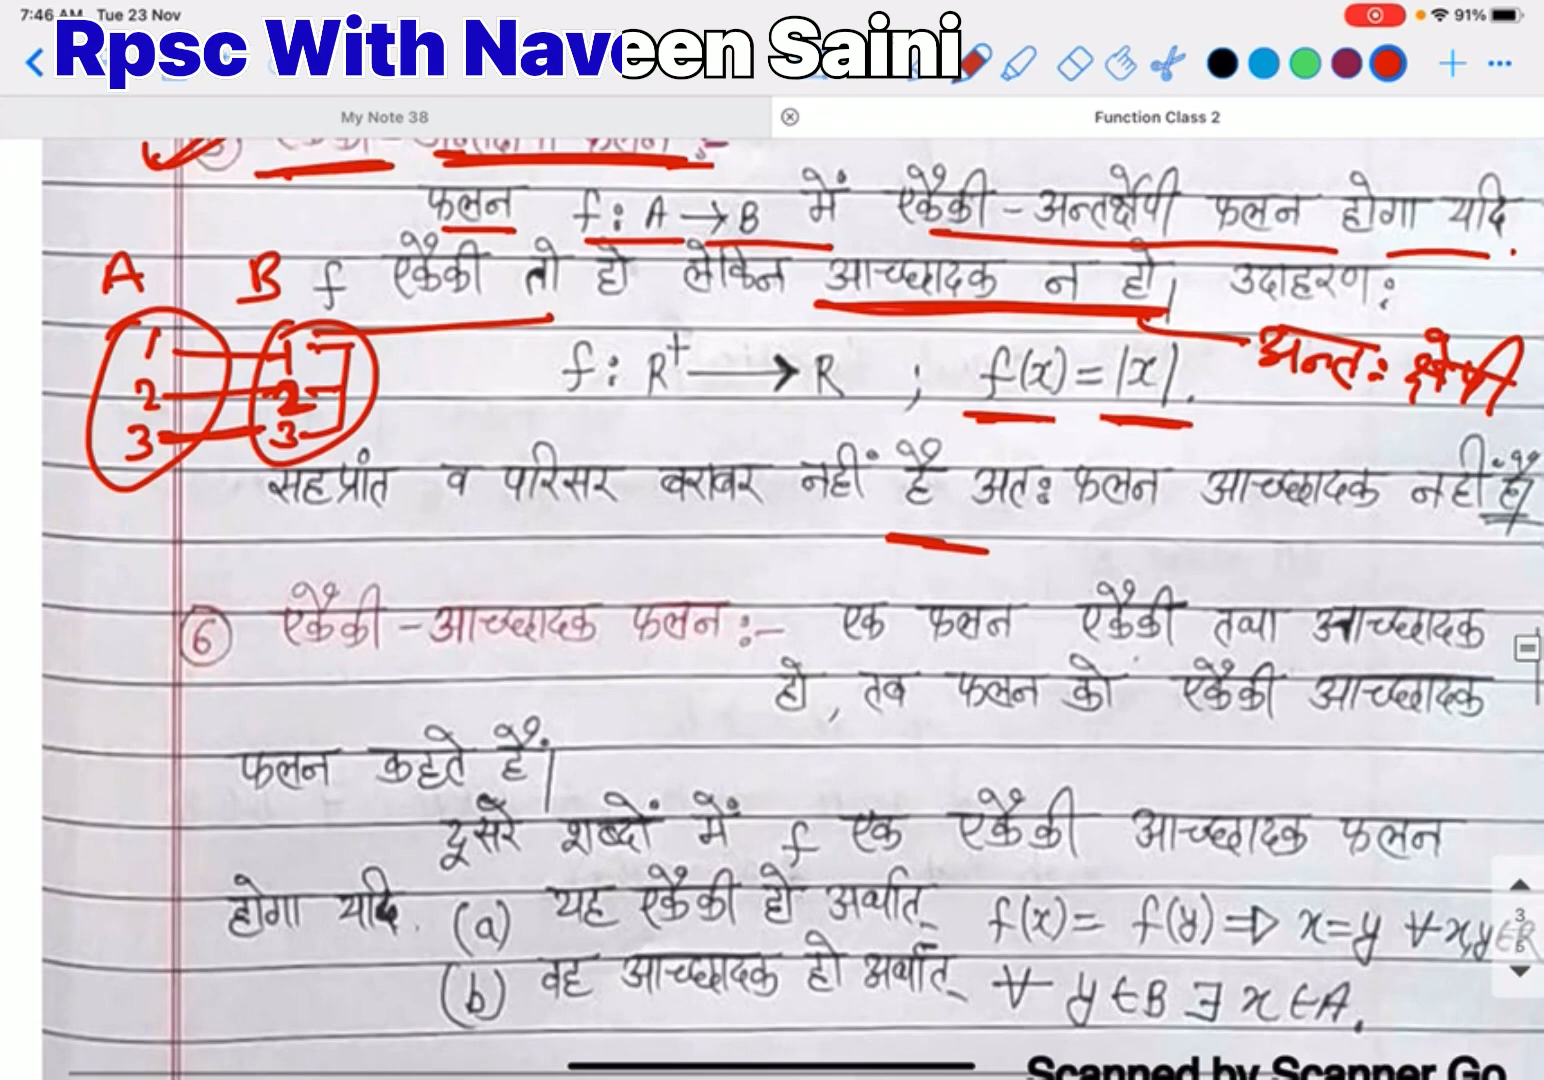 7:46 AM Tue 23 Nov
91%
Rpsc With Naveen Saini
My Note 38
Function Class 2
फलन f : A → B में एकैकी - अन्तर्क्षेपी फलन होगा यदि
A B f एकैकी तो हो लेकिन आच्छादक न हो। उदाहरण:
1 1
2 2
3 3
f : R⁺ → R ; f(x) = |x|. अन्तः क्षेपी
सहप्रांत व परिसर बराबर नहीं है अतः फलन आच्छादक नहीं है
6 एकैकी - आच्छादक फलन :- एक फलन एकैकी तथा आच्छादक
हो, तब फलन को एकैकी आच्छादक
फलन कहते हैं।
दूसरे शब्दों में f एक एकैकी आच्छादक फलन
होगा यदि. (a) यह एकैकी हो अर्थात् f(x) = f(y) ⇒ x=y ∀ x,y ∈ R
(b) वह आच्छादक हो अर्थात् ∀ y ∈ B ∃ x ∈ A.
Scanned by Scanner Go